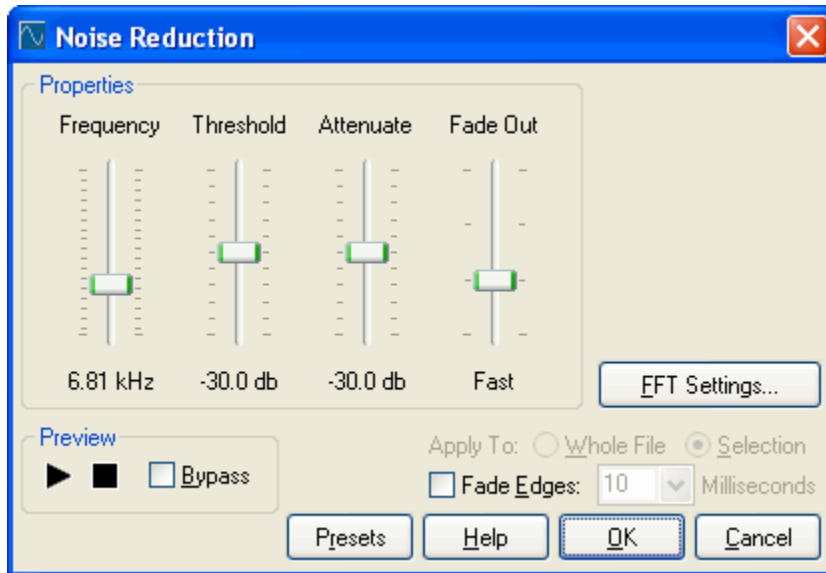 Noise Reduction
Properties
Frequency Threshold Attenuate Fade Out
6.81 kHz -30.0 db -30.0 db Fast
FFT Settings...
Preview
Bypass
Apply To: Whole File Selection
Fade Edges: 10 Milliseconds
Presets Help OK Cancel